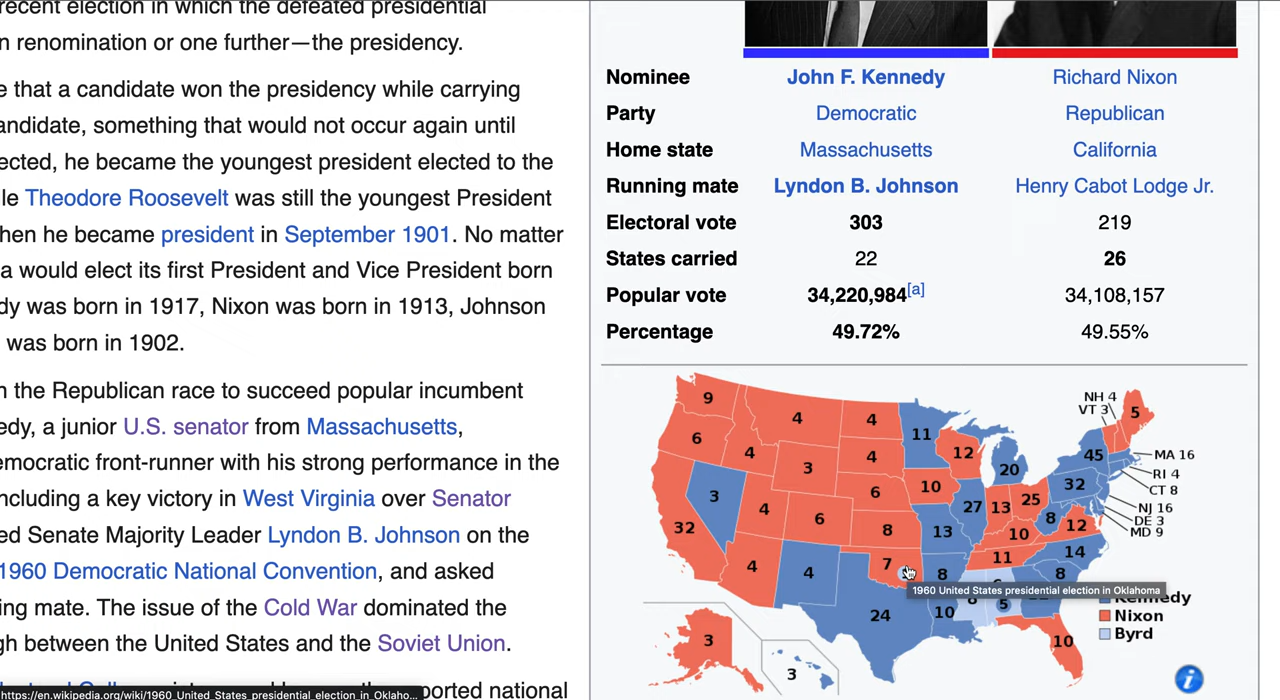 recent election in which the defeated presidential
n renomination or one further—the presidency.
e that a candidate won the presidency while carrying
andidate, something that would not occur again until
ected, he became the youngest president elected to the
le Theodore Roosevelt was still the youngest President
hen he became president in September 1901. No matter
a would elect its first President and Vice President born
dy was born in 1917, Nixon was born in 1913, Johnson
was born in 1902.
n the Republican race to succeed popular incumbent
edy, a junior U.S. senator from Massachusetts,
emocratic front-runner with his strong performance in the
ncluding a key victory in West Virginia over Senator
ed Senate Majority Leader Lyndon B. Johnson on the
1960 Democratic National Convention, and asked
ing mate. The issue of the Cold War dominated the
gh between the United States and the Soviet Union.
ported national
https://en.wikipedia.org/wiki/1960_United_States_presidential_election_in_Oklaho...
Nominee John F. Kennedy Richard Nixon
Party Democratic Republican
Home state Massachusetts California
Running mate Lyndon B. Johnson Henry Cabot Lodge Jr.
Electoral vote 303 219
States carried 22 26
Popular vote 34,220,984[a] 34,108,157
Percentage 49.72% 49.55%
NH 4
VT 3
9 4 4 11 5
6 4 4 12 45 MA 16
3 20 RI 4
3 6 10 32 CT 8
4 6 27 13 25 NJ 16
32 8 13 8 12 DE 3
10 MD 9
4 4 7 11 14
8 8
1960 United States presidential election in Oklahoma
24 10 5
Kennedy
3 Nixon
10 Byrd
3
i